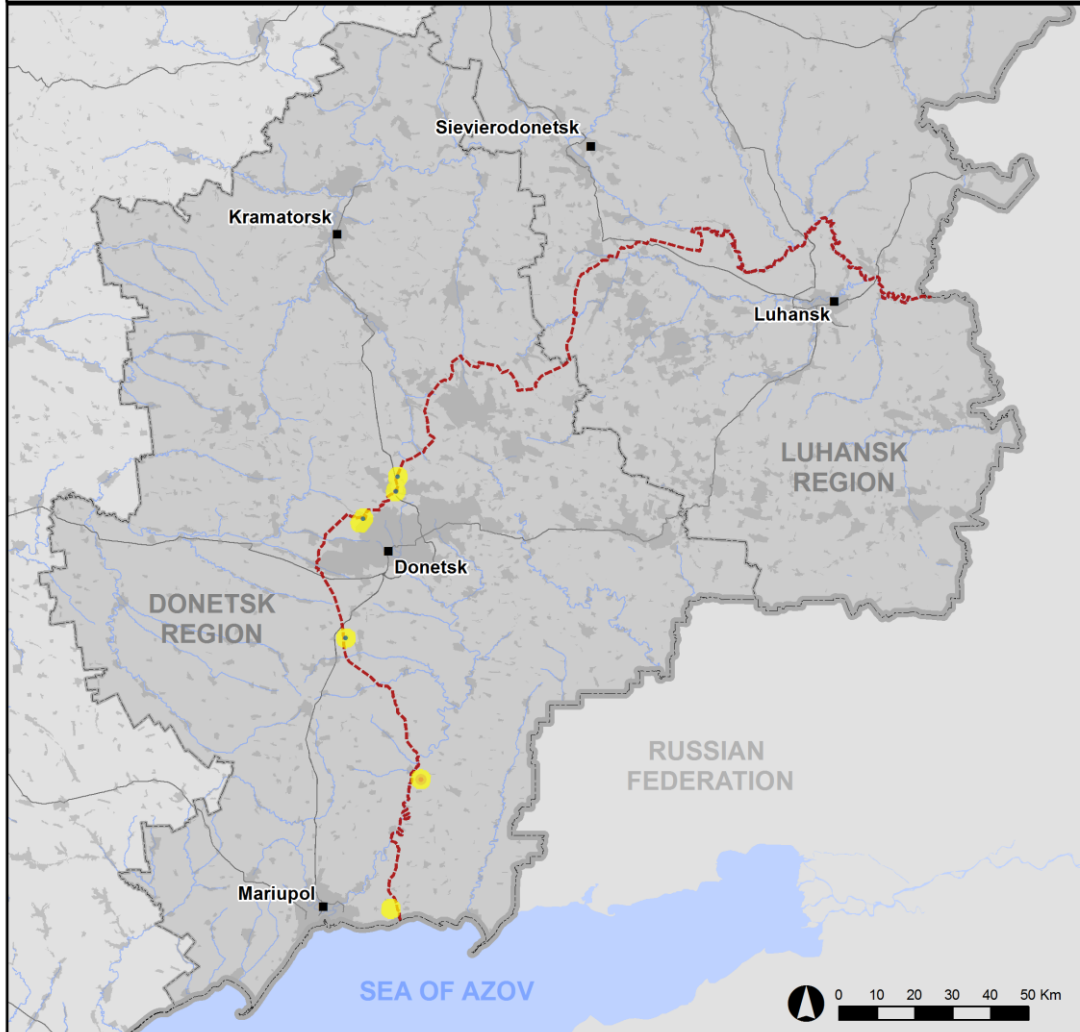 Sievierodonetsk
Kramatorsk
Luhansk
LUHANSK
REGION
Donetsk
DONETSK
REGION
RUSSIAN
FEDERATION
Mariupol
SEA OF AZOV
0 10 20 30 40 50 Km